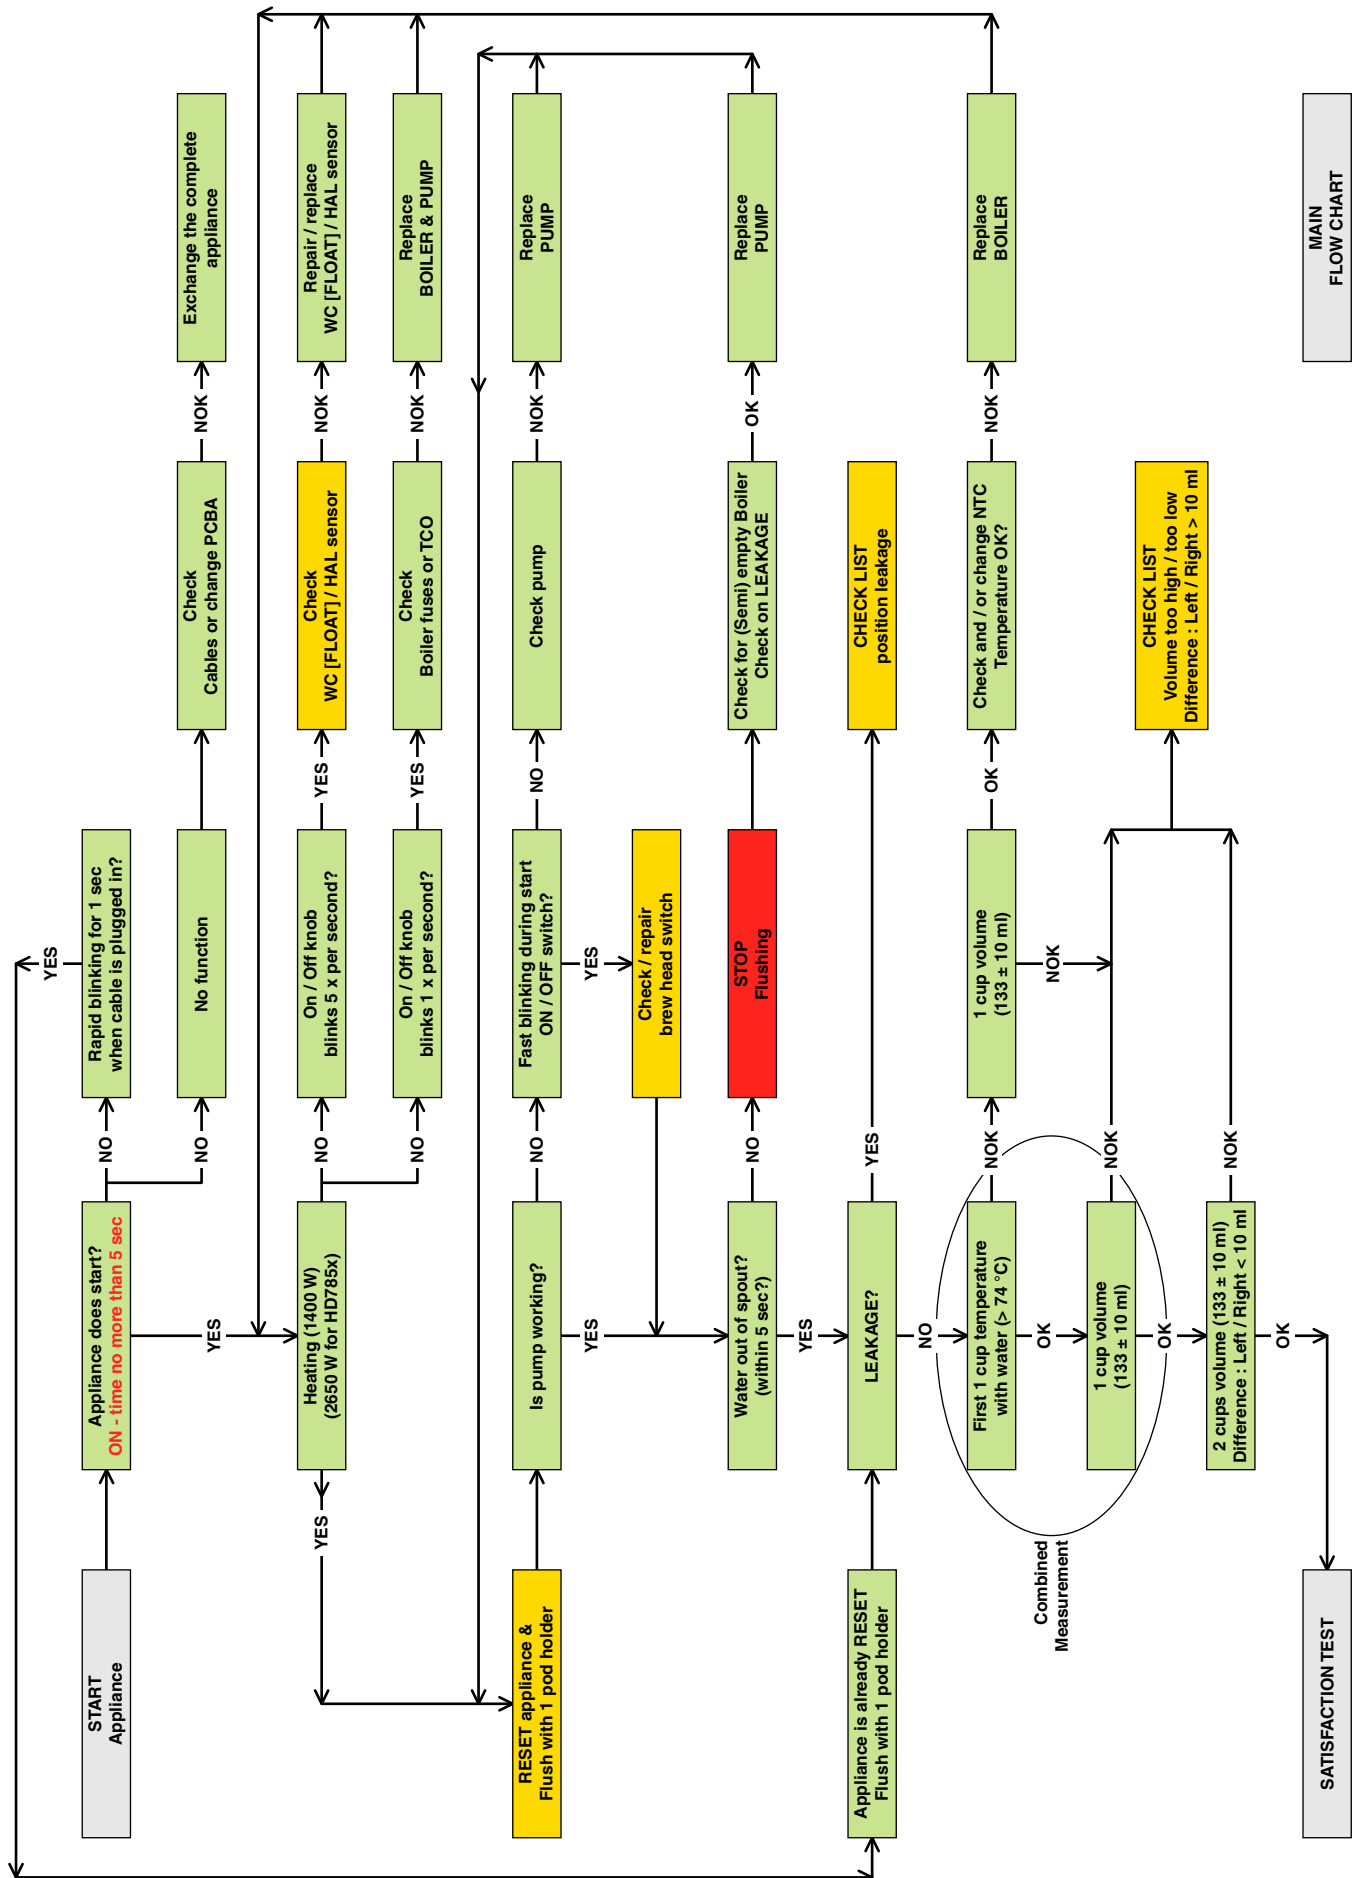 START
Appliance
Appliance does start?
ON - time no more than 5 sec
NO
Rapid blinking for 1 sec
when cable is plugged in?
YES
NO
No function
Check
Cables or change PCBA
NOK
Exchange the complete
appliance
YES
Heating (1400 W)
(2650 W for HD785x)
YES
NO
On / Off knob
blinks 5 x per second?
YES
Check
WC [FLOAT] / HAL sensor
NOK
Repair / replace
WC [FLOAT] / HAL sensor
NO
On / Off knob
blinks 1 x per second?
YES
Check
Boiler fuses or TCO
NOK
Replace
BOILER & PUMP
RESET appliance &
Flush with 1 pod holder
Is pump working?
NO
Fast blinking during start
ON / OFF switch?
NO
Check pump
NOK
Replace
PUMP
YES
YES
Check / repair
brew head switch
Water out of spout?
(within 5 sec?)
NO
STOP
Flushing
Check for (Semi) empty Boiler
Check on LEAKAGE
OK
Replace
PUMP
YES
Appliance is already RESET
Flush with 1 pod holder
LEAKAGE?
YES
CHECK LIST
position leakage
NO
First 1 cup temperature
with water (> 74 °C)
NOK
1 cup volume
(133 ± 10 ml)
OK
Check and / or change NTC
Temperature OK?
NOK
Replace
BOILER
OK
NOK
Combined
Measurement
1 cup volume
(133 ± 10 ml)
NOK
CHECK LIST
Volume too high / too low
Difference : Left / Right > 10 ml
OK
2 cups volume (133 ± 10 ml)
Difference : Left / Right < 10 ml
NOK
OK
SATISFACTION TEST
MAIN
FLOW CHART